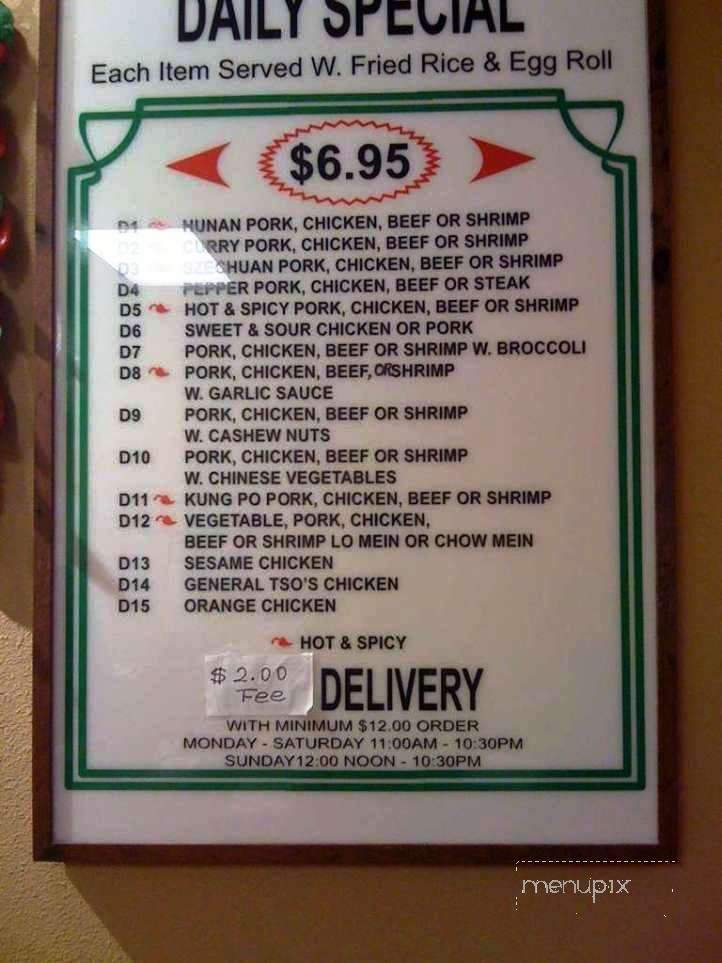 DAILY SPECIAL
Each Item Served W. Fried Rice & Egg Roll
$6.95
D1 HUNAN PORK, CHICKEN, BEEF OR SHRIMP
D2 CURRY PORK, CHICKEN, BEEF OR SHRIMP
D3 SZECHUAN PORK, CHICKEN, BEEF OR SHRIMP
D4 PEPPER PORK, CHICKEN, BEEF OR STEAK
D5 HOT & SPICY PORK, CHICKEN, BEEF OR SHRIMP
D6 SWEET & SOUR CHICKEN OR PORK
D7 PORK, CHICKEN, BEEF OR SHRIMP W. BROCCOLI
D8 PORK, CHICKEN, BEEF, OR SHRIMP
W. GARLIC SAUCE
D9 PORK, CHICKEN, BEEF OR SHRIMP
W. CASHEW NUTS
D10 PORK, CHICKEN, BEEF OR SHRIMP
W. CHINESE VEGETABLES
D11 KUNG PO PORK, CHICKEN, BEEF OR SHRIMP
D12 VEGETABLE, PORK, CHICKEN,
BEEF OR SHRIMP LO MEIN OR CHOW MEIN
D13 SESAME CHICKEN
D14 GENERAL TSO'S CHICKEN
D15 ORANGE CHICKEN
HOT & SPICY
$2.00
Fee
DELIVERY
WITH MINIMUM $12.00 ORDER
MONDAY - SATURDAY 11:00AM - 10:30PM
SUNDAY12:00 NOON - 10:30PM
menupix